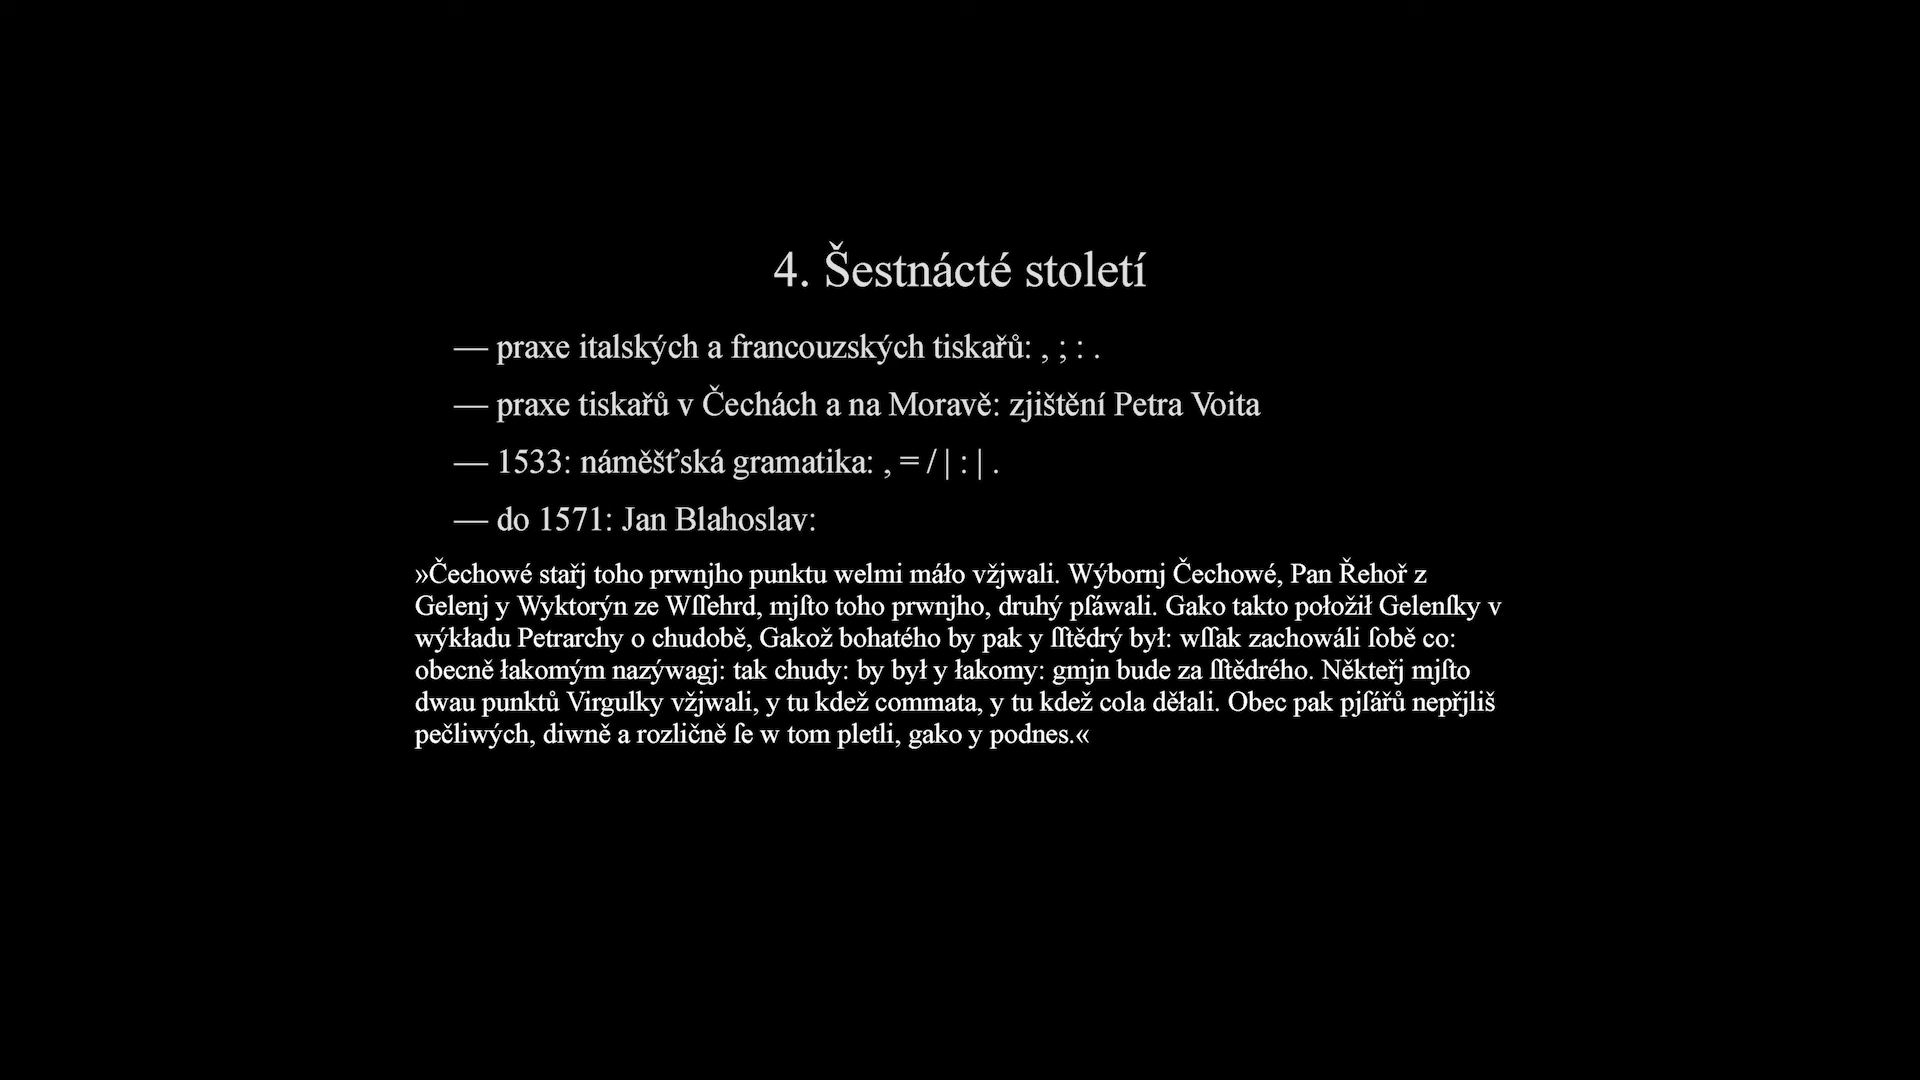 4. Šestnácté století
— praxe italských a francouzských tiskařů: , ; : .
— praxe tiskařů v Čechách a na Moravě: zjištění Petra Voita
— 1533: náměšťská gramatika: , = / | : | .
— do 1571: Jan Blahoslav:
»Čechowé stařj toho prwnjho punktu welmi máło vžjwali. Wýbornj Čechowé, Pan Řehoř z
Gelenj y Wyktorýn ze Wſſehrd, mjſto toho prwnjho, druhý pſáwali. Gako takto położił Gelenſky v
wýkładu Petrarchy o chudobě, Gakož bohatého by pak y ſſtědrý był: wſſak zachowáli ſobě co:
obecně łakomým nazýwagj: tak chudy: by był y łakomy: gmjn bude za ſſtědrého. Někteřj mjſto
dwau punktů Virgulky vžjwali, y tu kdež commata, y tu kdež cola děłali. Obec pak pjſářů nepřjliš
pečliwých, diwně a rozličně ſe w tom pletli, gako y podnes.«